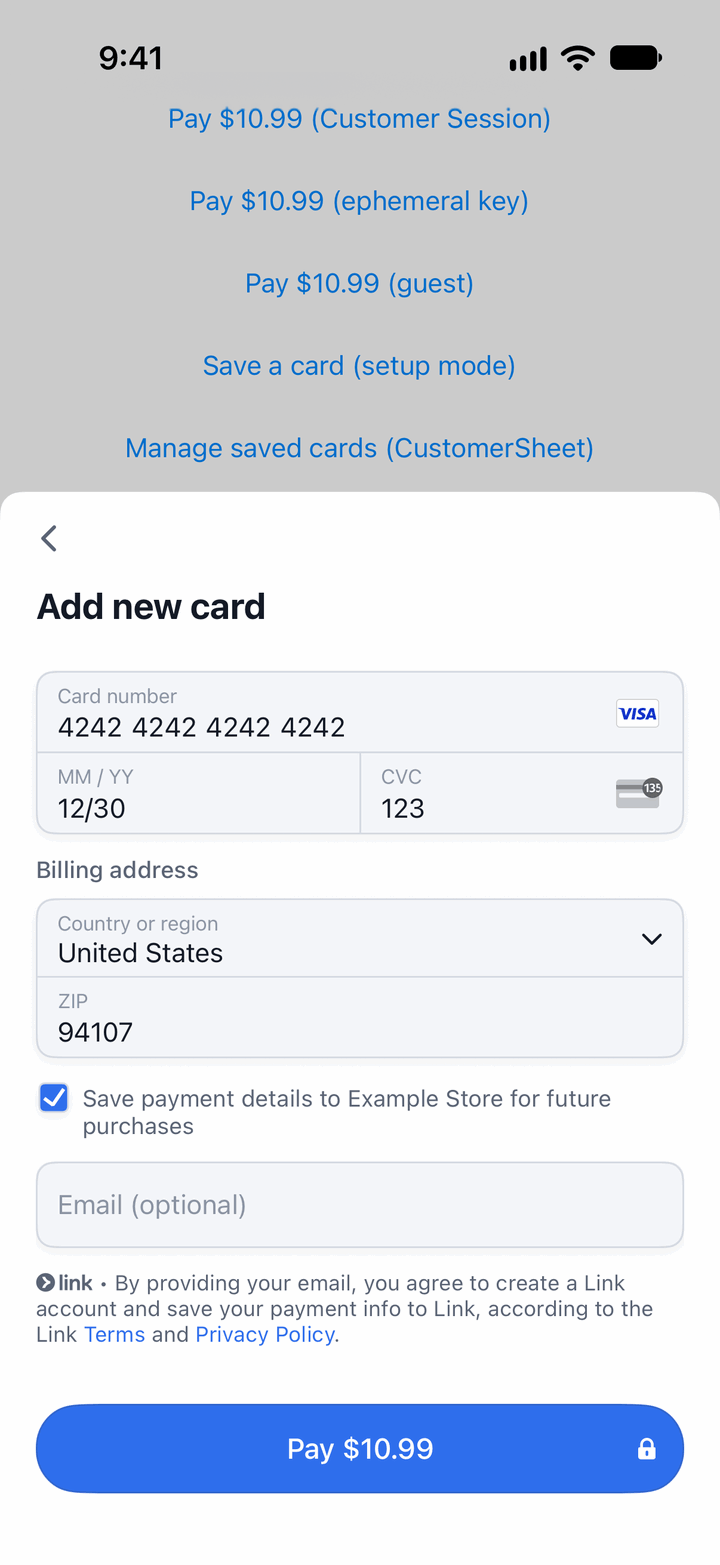 9:41
Pay $10.99 (Customer Session)
Pay $10.99 (ephemeral key)
Pay $10.99 (guest)
Save a card (setup mode)
Manage saved cards (CustomerSheet)
Add new card
Card number
4242 4242 4242 4242
VISA
MM / YY
12/30
CVC
123
135
Billing address
Country or region
United States
ZIP
94107
Save payment details to Example Store for future
purchases
Email (optional)
link • By providing your email, you agree to create a Link
account and save your payment info to Link, according to the
Link Terms and Privacy Policy.
Pay $10.99